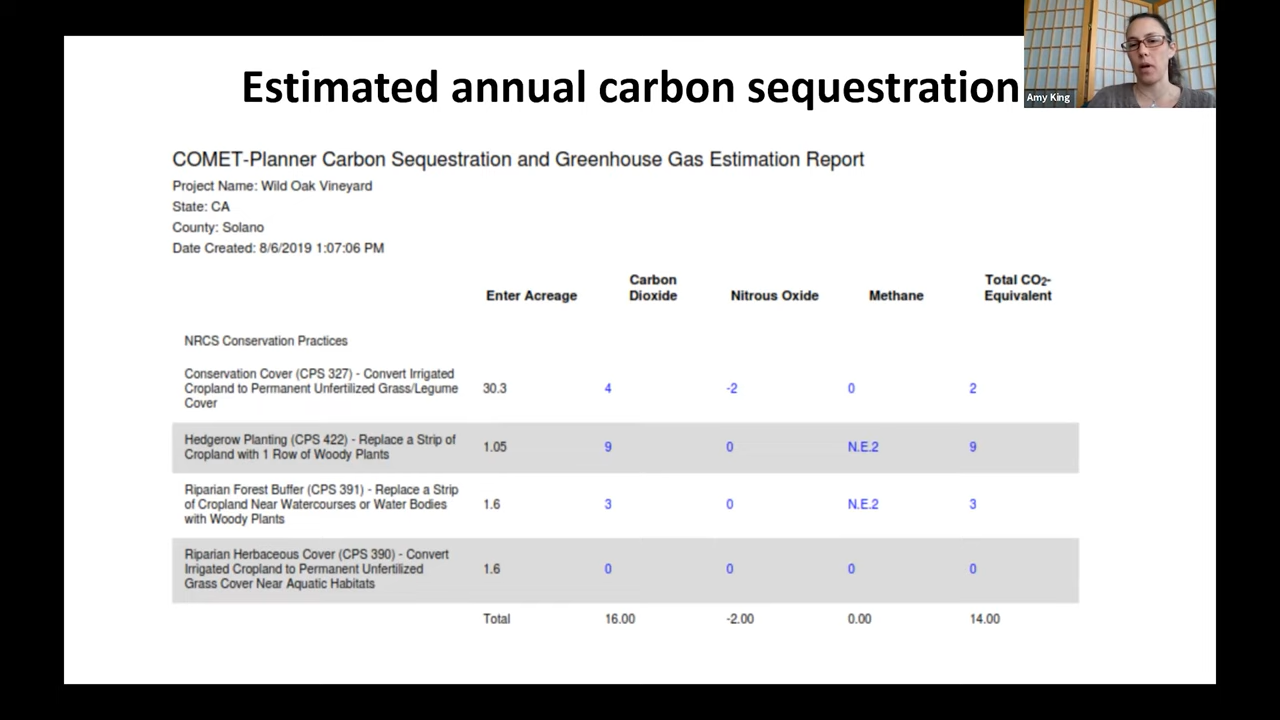 Estimated annual carbon sequestration
Amy King
COMET-Planner Carbon Sequestration and Greenhouse Gas Estimation Report
Project Name: Wild Oak Vineyard
State: CA
County: Solano
Date Created: 8/6/2019 1:07:06 PM
Enter Acreage Carbon Dioxide Nitrous Oxide Methane Total CO2-Equivalent
NRCS Conservation Practices
Conservation Cover (CPS 327) - Convert Irrigated
Cropland to Permanent Unfertilized Grass/Legume
Cover
30.3 4 -2 0 2
Hedgerow Planting (CPS 422) - Replace a Strip of
Cropland with 1 Row of Woody Plants
1.05 9 0 N.E.2 9
Riparian Forest Buffer (CPS 391) - Replace a Strip
of Cropland Near Watercourses or Water Bodies
with Woody Plants
1.6 3 0 N.E.2 3
Riparian Herbaceous Cover (CPS 390) - Convert
Irrigated Cropland to Permanent Unfertilized
Grass Cover Near Aquatic Habitats
1.6 0 0 0 0
Total 16.00 -2.00 0.00 14.00